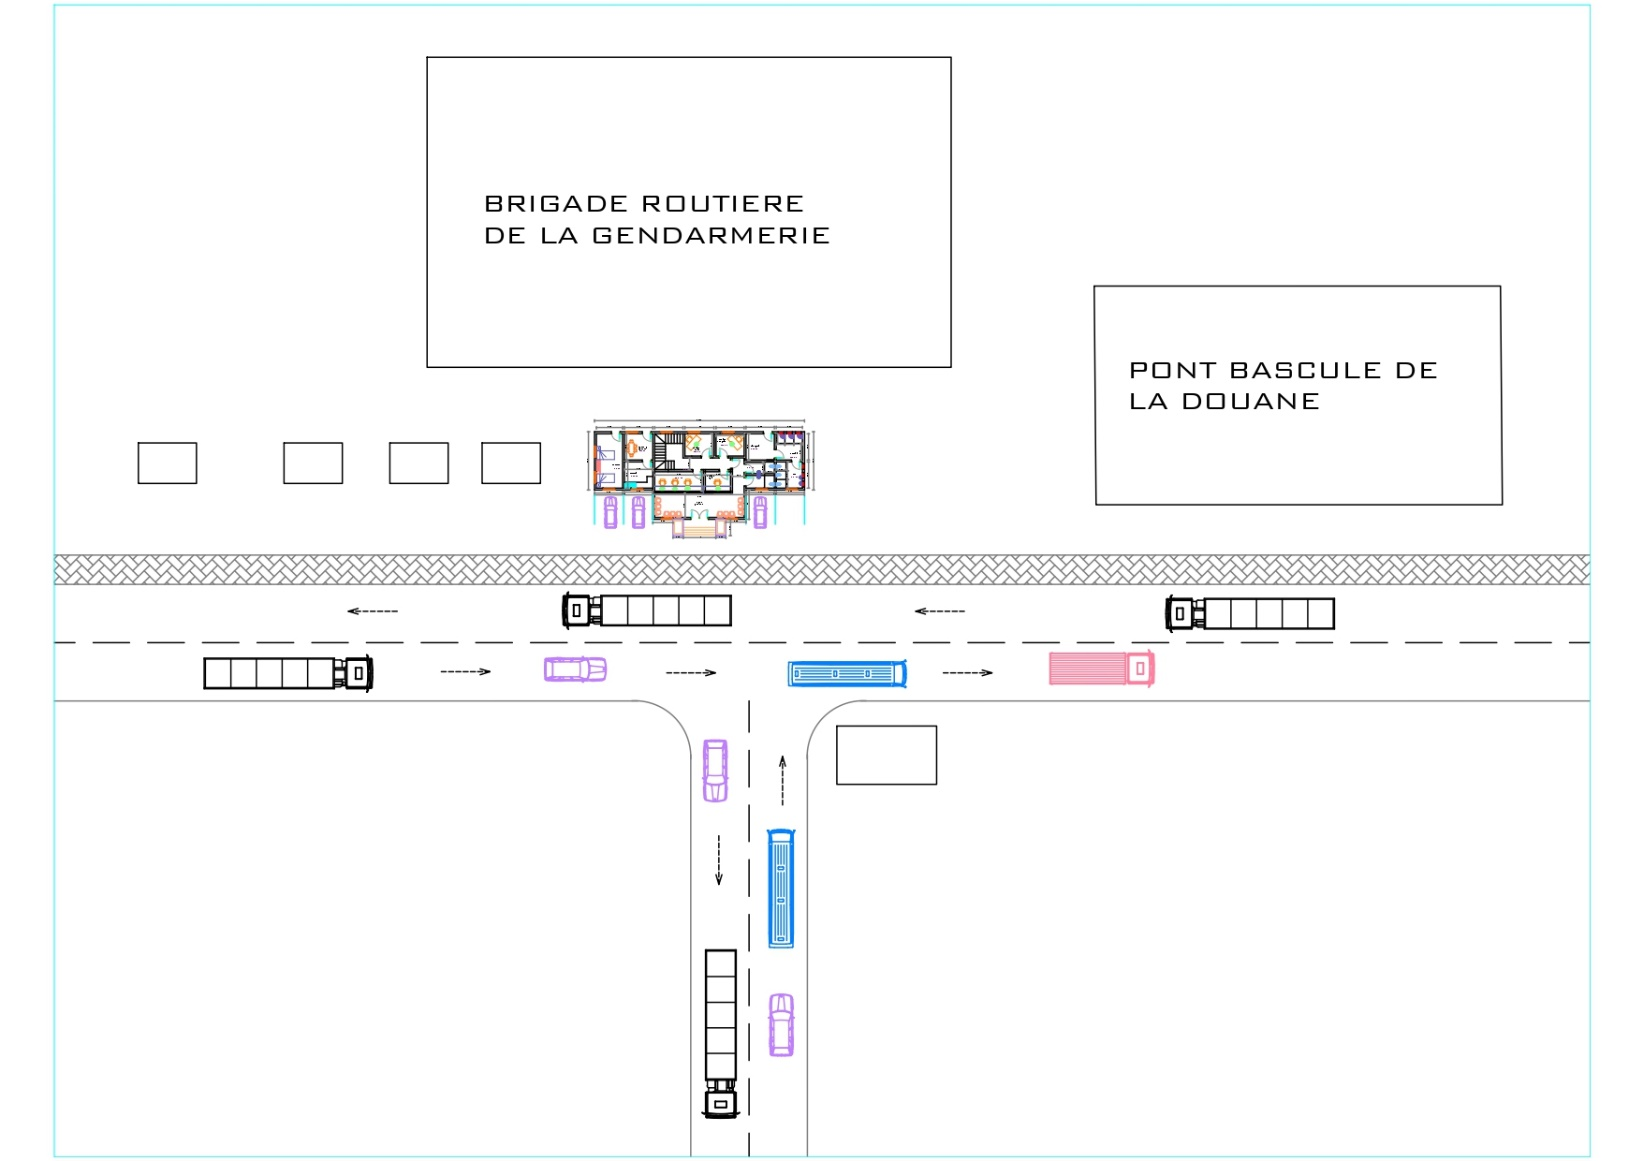 BRIGADE ROUTIERE
DE LA GENDARMERIE
PONT BASCULE DE
LA DOUANE